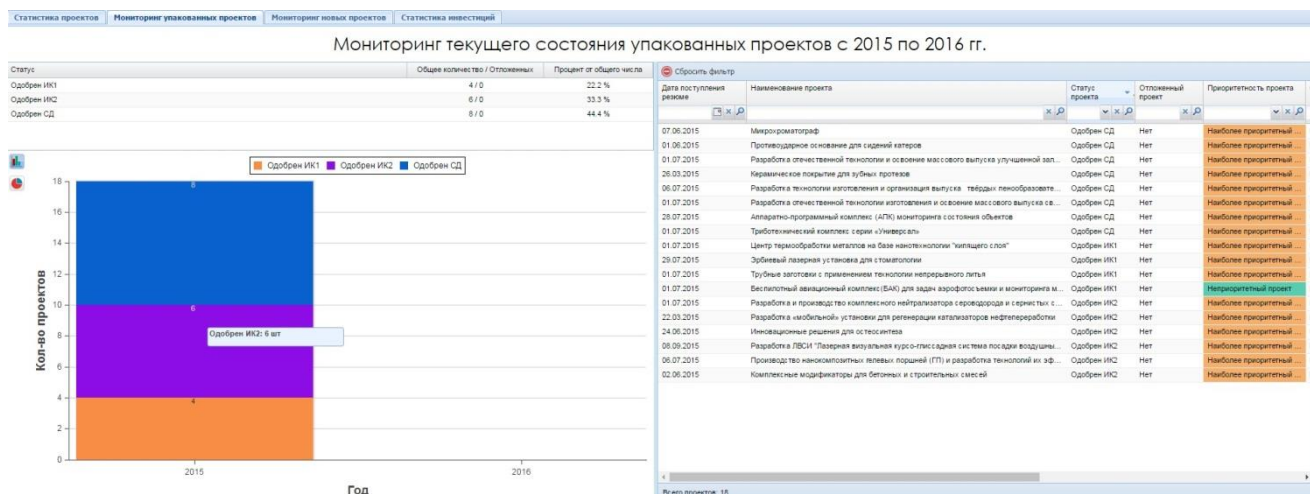 Статистика проектов Мониторинг упакованных проектов Мониторинг новых проектов Статистика инвестиций
Мониторинг текущего состояния упакованных проектов с 2015 по 2016 гг.
Статус Общее количество / Отложенных Процент от общего числа
Одобрен ИК1 4 / 0 22.2 %
Одобрен ИК2 6 / 0 33.3 %
Одобрен СД 8 / 0 44.4 %
Одобрен ИК1 Одобрен ИК2 Одобрен СД
Кол-во проектов
18
16
14
12
10
8
6
4
2
0
8
6
Одобрен ИК2: 6 шт
4
2015 2016
Год
Сбросить фильтр
Дата поступления резюме Наименование проекта Статус проекта Отложенный проект Приоритетность проекта
07.06.2015 Микрохроматограф Одобрен СД Нет Наиболее приоритетный ...
01.06.2015 Противоударное основание для сидений катеров Одобрен СД Нет Наиболее приоритетный ...
01.07.2015 Разработка отечественной технологии и освоение массового выпуска улучшенной зал... Одобрен СД Нет Наиболее приоритетный ...
26.03.2015 Керамическое покрытие для зубных протезов Одобрен СД Нет Наиболее приоритетный ...
06.07.2015 Разработка технологии изготовления и организация выпуска твёрдых пенообразовате... Одобрен СД Нет Наиболее приоритетный ...
01.07.2015 Разработка отечественной технологии изготовления и освоение массового выпуска св... Одобрен СД Нет Наиболее приоритетный ...
28.07.2015 Аппаратно-программный комплекс (АПК) мониторинга состояния объектов Одобрен СД Нет Наиболее приоритетный ...
01.07.2015 Триботехнический комплекс серии «Универсал» Одобрен СД Нет Наиболее приоритетный ...
01.07.2015 Центр термообработки металлов на базе нанотехнологии "кипящего слоя" Одобрен ИК1 Нет Наиболее приоритетный ...
29.07.2015 Эрбиевый лазерная установка для стоматологии Одобрен ИК1 Нет Наиболее приоритетный ...
01.07.2015 Трубные заготовки с применением технологии непрерывного литья Одобрен ИК1 Нет Наиболее приоритетный ...
01.07.2015 Беспилотный авиационный комплекс(БАК) для задач аэрофотосъемки и мониторинга м... Одобрен ИК1 Нет Неприоритетный проект
01.07.2015 Разработка и производство комплексного нейтрализатора сероводорода и сернистых с... Одобрен ИК2 Нет Наиболее приоритетный ...
22.03.2015 Разработка «мобильной» установки для регенерации катализаторов нефтепереработки Одобрен ИК2 Нет Наиболее приоритетный ...
24.06.2015 Инновационные решения для остеосинтеза Одобрен ИК2 Нет Наиболее приоритетный ...
08.09.2015 Разработка ЛВСИ "Лазерная визуальная курсо-глиссадная система посадки воздушны... Одобрен ИК2 Нет Наиболее приоритетный ...
06.07.2015 Производство нанокомпозитных гелевых поршней (ГП) и разработка технологий их эф... Одобрен ИК2 Нет Наиболее приоритетный ...
02.06.2015 Комплексные модификаторы для бетонных и строительных смесей Одобрен ИК2 Нет Наиболее приоритетный ...
Всего проектов: 18